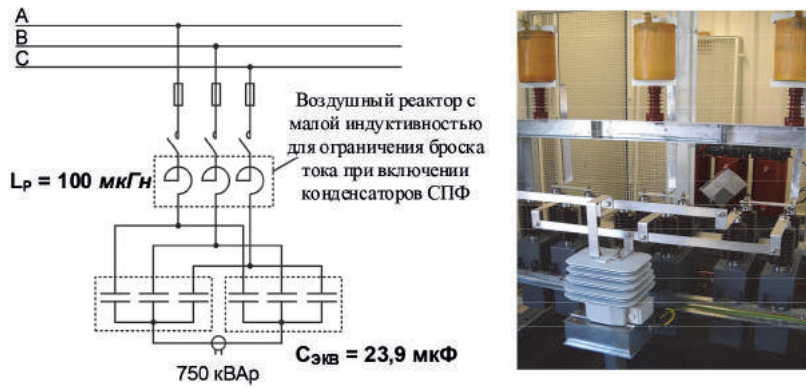 A
B
C
Воздушный реактор с
малой индуктивностью
для ограничения броска
тока при включении
конденсаторов СПФ
Lр = 100 мкГн
Cэкв = 23,9 мкФ
750 кВАр